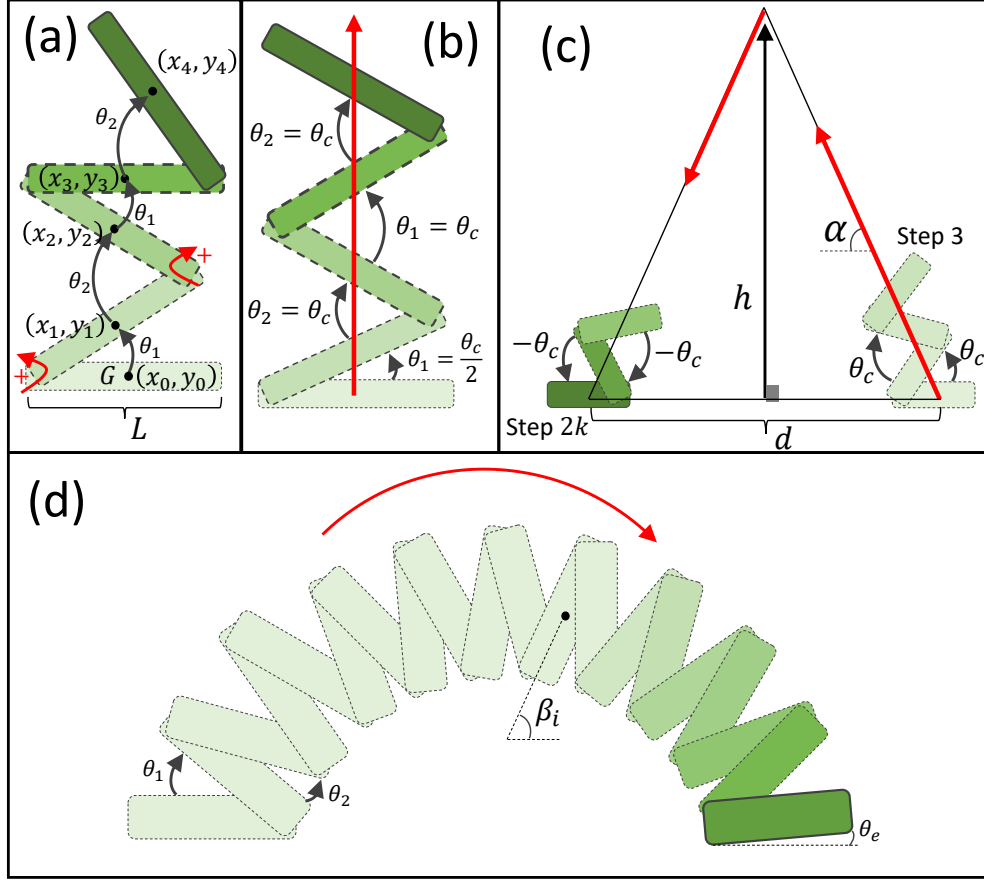 (a)
(x₄, y₄)
θ₂
(x₃, y₃)
θ₁
(x₂, y₂)
+
θ₂
(x₁, y₁)
θ₁
+
G
(x₀, y₀)
L
(b)
θ₂ = θc
θ₁ = θc
θ₂ = θc
θ₁ = θc/2
(c)
α
Step 3
h
−θc
−θc
θc
θc
Step 2k
d
(d)
βᵢ
θ₁
θ₂
θₑ